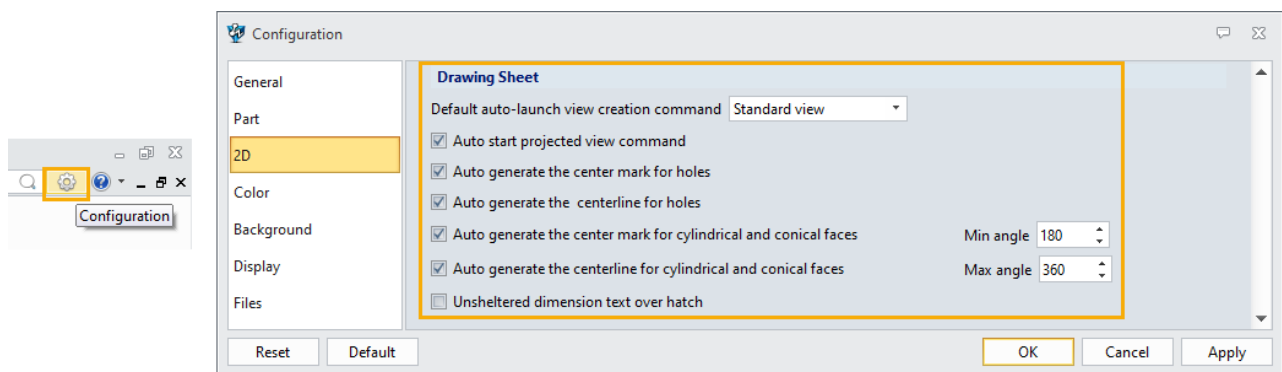 Configuration
Configuration
General
Part
2D
Color
Background
Display
Files
Drawing Sheet
Default auto-launch view creation command Standard view
Auto start projected view command
Auto generate the center mark for holes
Auto generate the centerline for holes
Auto generate the center mark for cylindrical and conical faces Min angle 180
Auto generate the centerline for cylindrical and conical faces Max angle 360
Unsheltered dimension text over hatch
Reset Default OK Cancel Apply